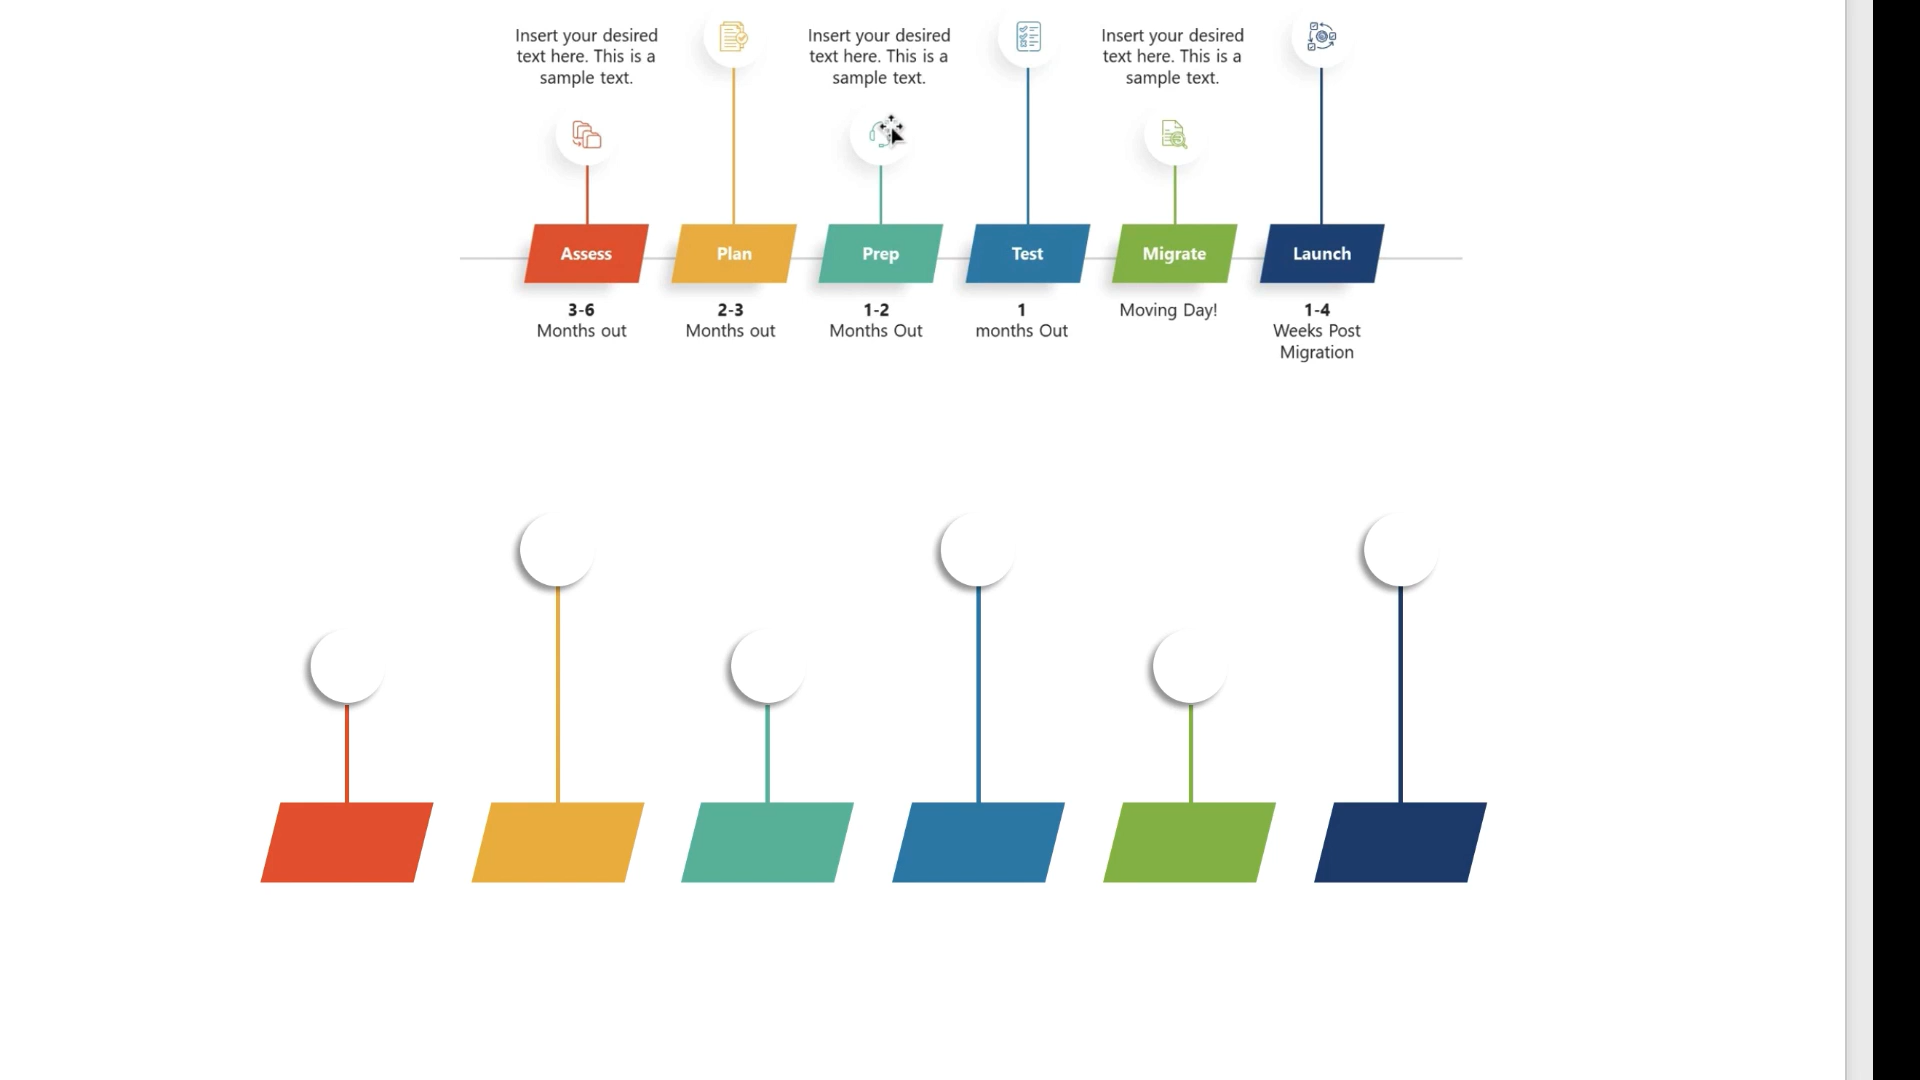 Insert your desired
text here. This is a
sample text.
Insert your desired
text here. This is a
sample text.
Insert your desired
text here. This is a
sample text.
Assess
Plan
Prep
Test
Migrate
Launch
3-6
Months out
2-3
Months out
1-2
Months Out
1
months Out
Moving Day!
1-4
Weeks Post
Migration